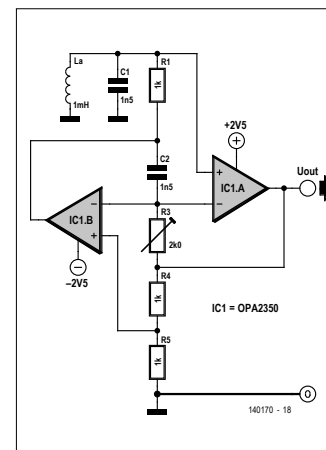 La
1mH
C1
1n5
R1
1k
C2
1n5
+2V5
+
IC1.A
–
Uout
–
IC1.B
+
–2V5
–
R3
2k0
R4
1k
IC1 = OPA2350
R5
1k
0
140170 - 18